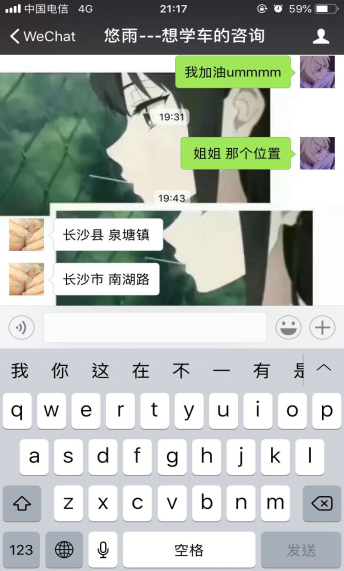 中国电信 4G 21:17 59%
WeChat 悠雨---想学车的咨询
我加油ummmm
19:31
姐姐 那个位置
19:43
长沙县 泉塘镇
长沙市 南湖路
我 你 这 在 不 一 有 是
q w e r t y u i o p
a s d f g h j k l
z x c v b n m
123 空格 发送